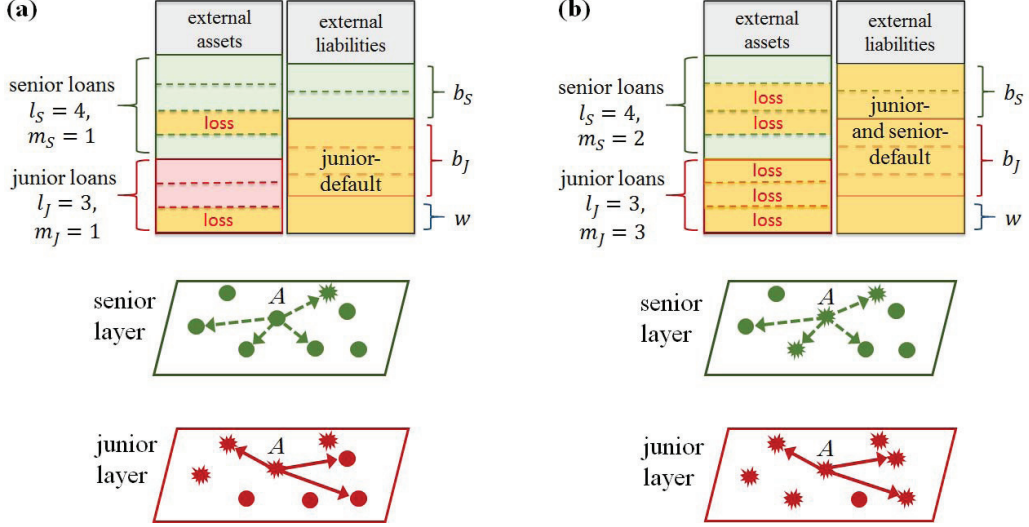 (a)
external
assets
external
liabilities
senior loans
l_S = 4,
m_S = 1
loss
b_S
junior-
default
b_J
junior loans
l_J = 3,
m_J = 1
loss
w
senior
layer
A
junior
layer
A
(b)
external
assets
external
liabilities
senior loans
l_S = 4,
m_S = 2
loss
loss
b_S
junior-
and senior-
default
b_J
junior loans
l_J = 3,
m_J = 3
loss
loss
loss
w
senior
layer
A
junior
layer
A